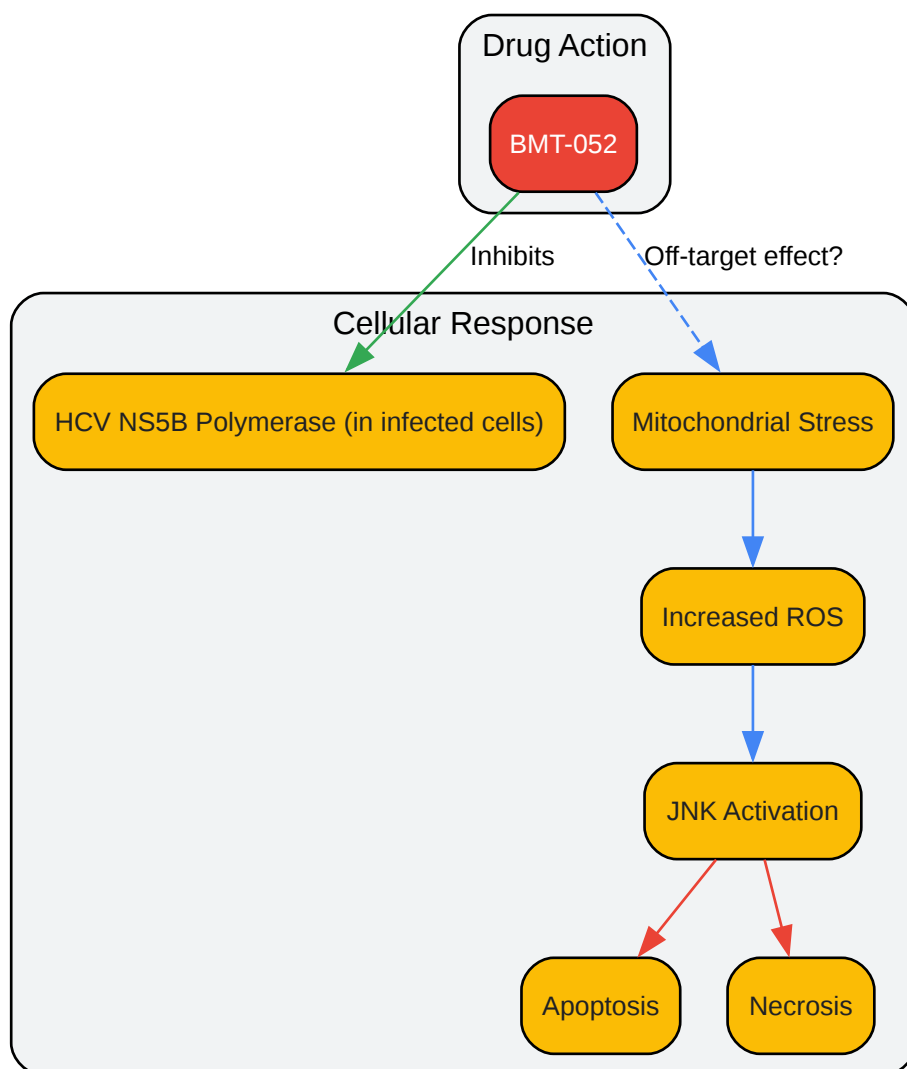 Drug Action
BMT-052
Inhibits
Off-target effect?
Cellular Response
HCV NS5B Polymerase (in infected cells)
Mitochondrial Stress
Increased ROS
JNK Activation
Apoptosis
Necrosis